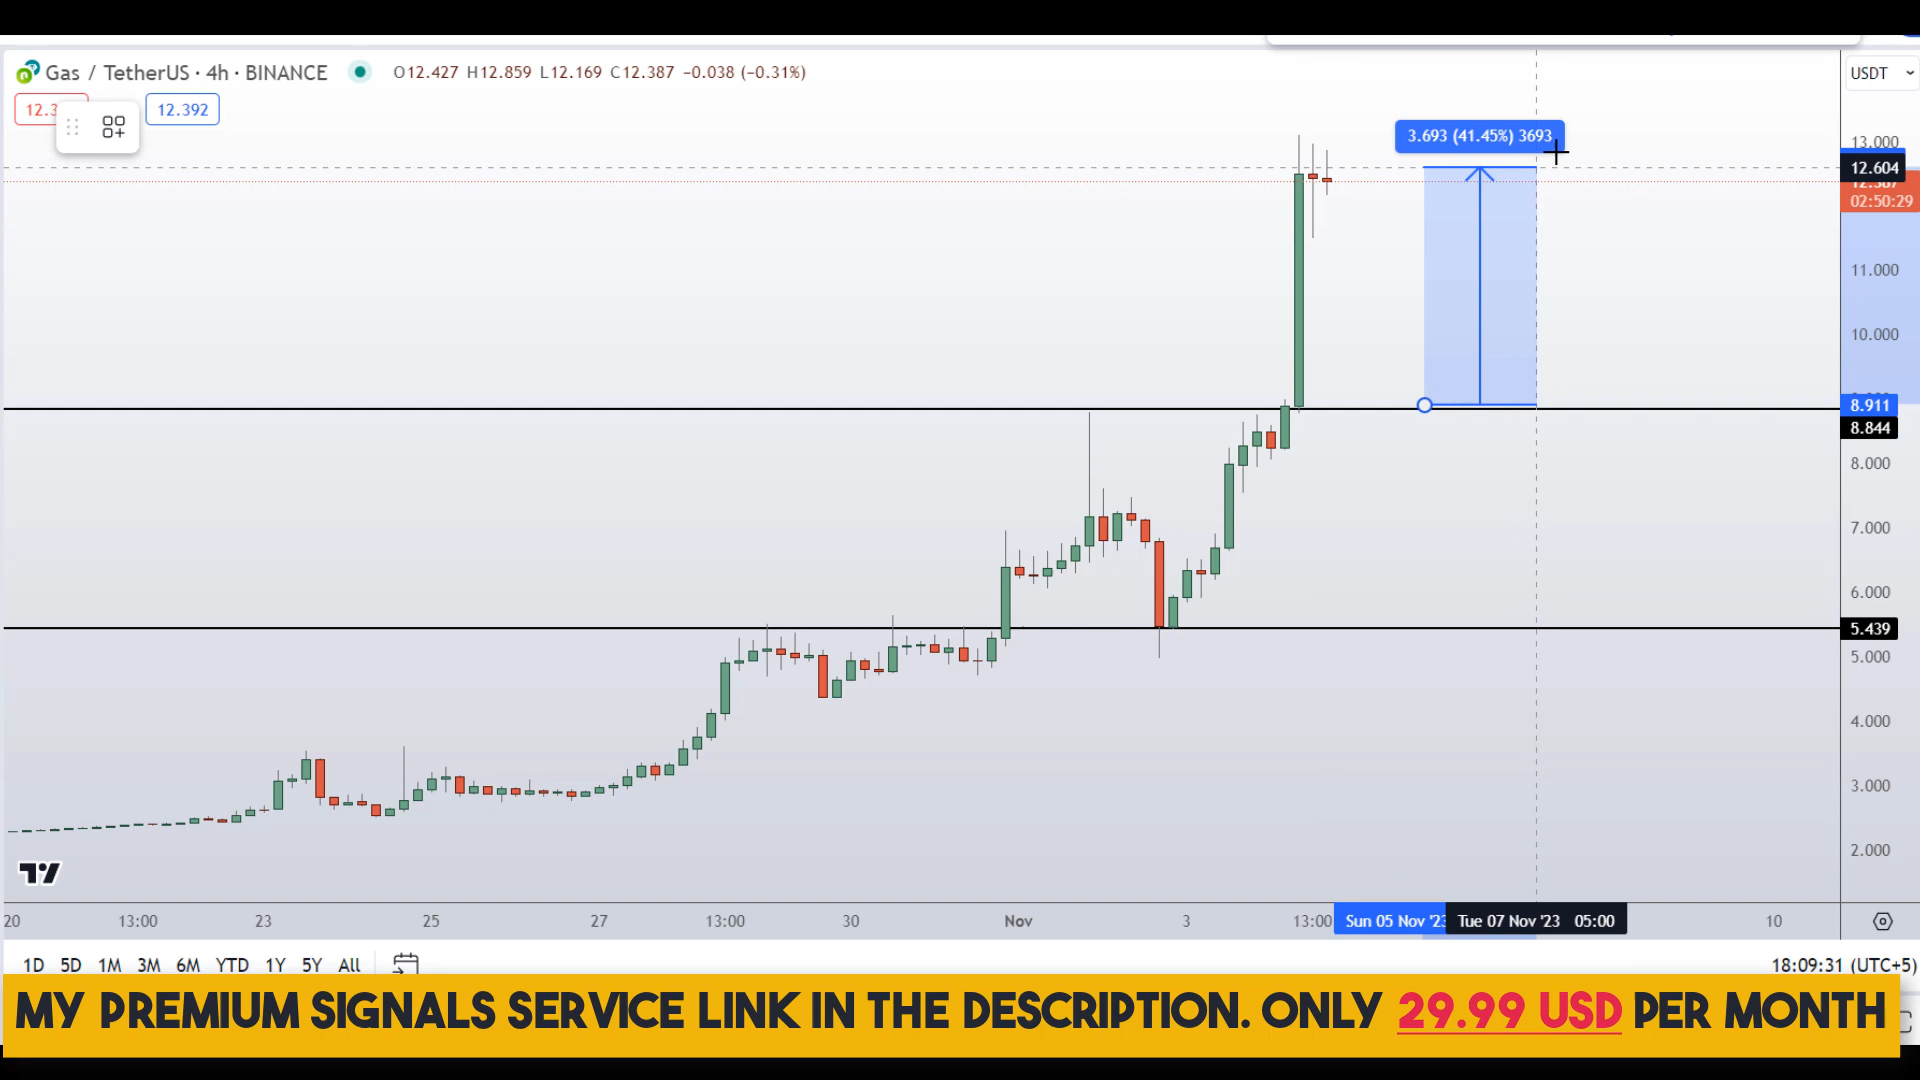 Gas / TetherUS · 4h · BINANCE O12.427 H12.859 L12.169 C12.387 −0.038 (−0.31%)
USDT
12.392
3.693 (41.45%) 3693
13.000
12.604
12.387
02:50:29
11.000
10.000
8.911
8.844
8.000
7.000
6.000
5.439
5.000
4.000
3.000
2.000
20 13:00 23 25 27 13:00 30 Nov 3 13:00 Sun 05 Nov '23 Tue 07 Nov '23 05:00 10
1D 5D 1M 3M 6M YTD 1Y 5Y All 18:09:31 (UTC+5)
MY PREMIUM SIGNALS SERVICE LINK IN THE DESCRIPTION. ONLY 29.99 USD PER MONTH